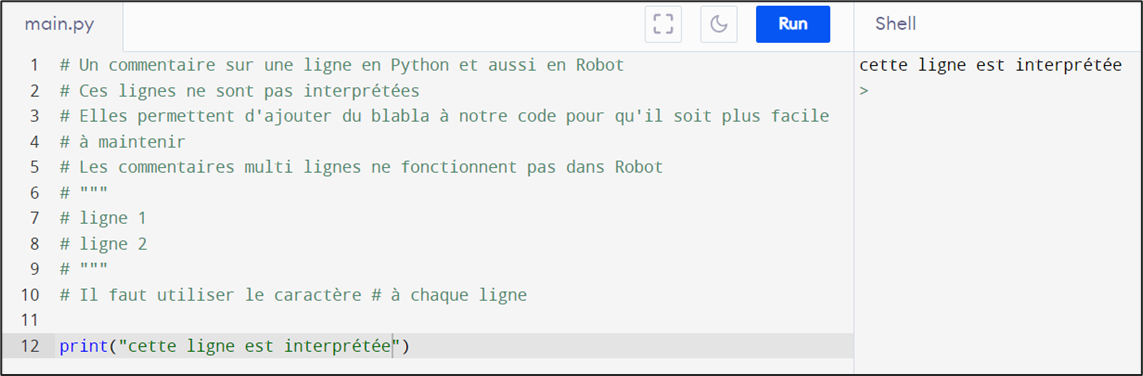 main.py
Run
Shell
1 # Un commentaire sur une ligne en Python et aussi en Robot
2 # Ces lignes ne sont pas interprétées
3 # Elles permettent d'ajouter du blabla à notre code pour qu'il soit plus facile
4 # à maintenir
5 # Les commentaires multi lignes ne fonctionnent pas dans Robot
6 # """
7 # ligne 1
8 # ligne 2
9 # """
10 # Il faut utiliser le caractère # à chaque ligne
11
12 print("cette ligne est interprétée")
cette ligne est interprétée
>